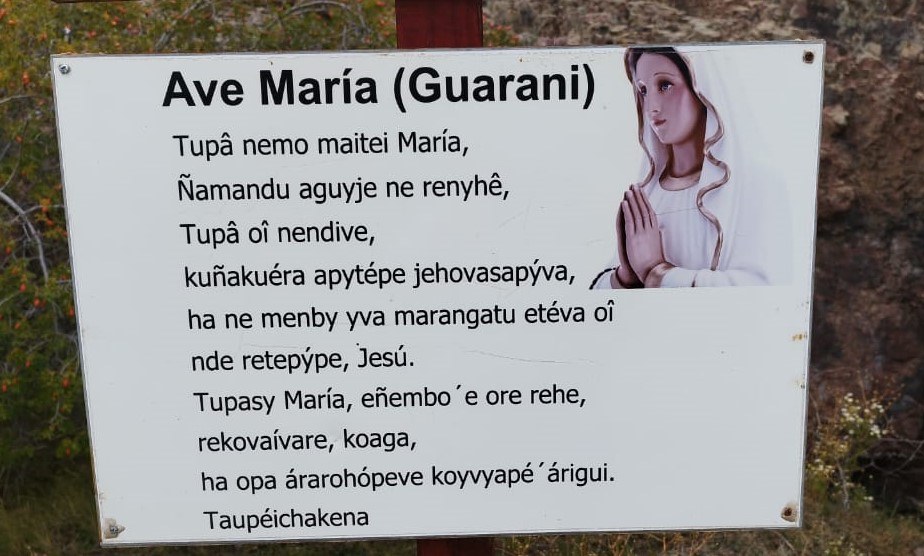 Ave María (Guarani)
Tupâ nemo maitei María,
Ñamandu aguyje ne renyhê,
Tupâ oî nendive,
kuñakuéra apytépe jehovasapýva,
ha ne menby yva marangatu etéva oî
nde retepýpe, Jesú.
Tupasy María, eñembo´e ore rehe,
rekovaívare, koaga,
ha opa árarohópeve koyvyapé´árigui.
Taupéichakena